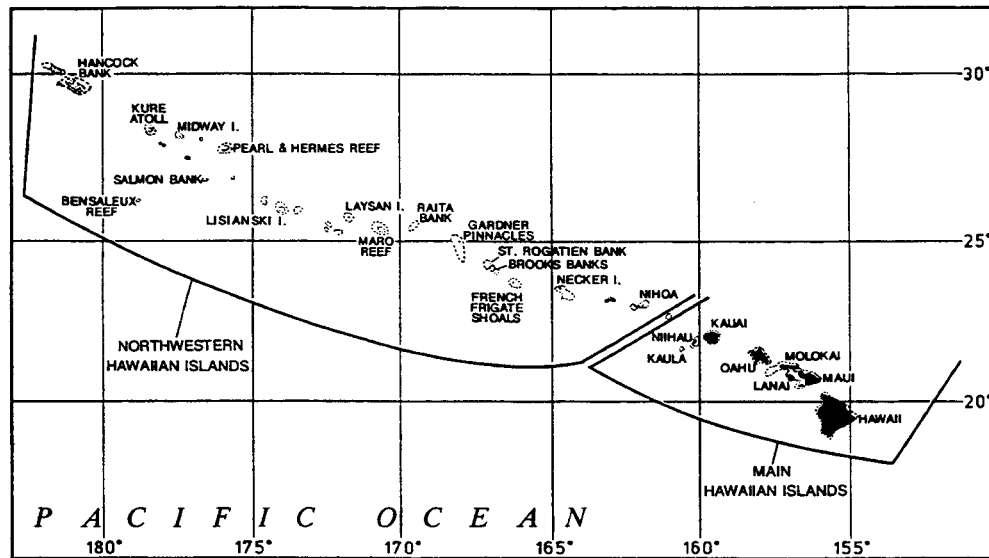 HANCOCK
BANK
30°
KURE
ATOLL
MIDWAY I.
PEARL & HERMES REEF
SALMON BANK
BENSALEUX
REEF
LISIANSKI I.
LAYSAN I.
RAITA
BANK
MARO
REEF
GARDNER
PINNACLES
25°
ST. ROGATIEN BANK
BROOKS BANKS
NECKER I.
FRENCH
FRIGATE
SHOALS
NIHOA
NIIHAU
KAUAI
KAULA
OAHU
MOLOKAI
LANAI
MAUI
20°
HAWAII
NORTHWESTERN
HAWAIIAN ISLANDS
MAIN
HAWAIIAN ISLANDS
PACIFIC OCEAN
180° 175° 170° 165° 160° 155°